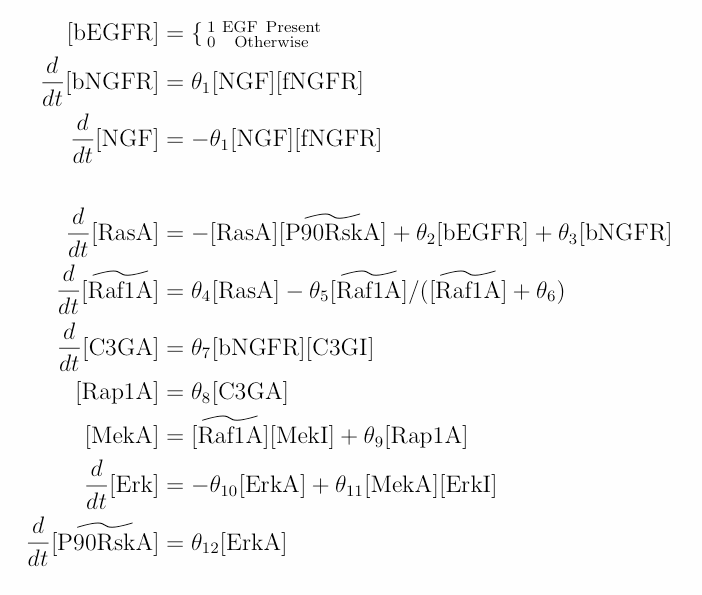 [bEGFR] = { 1 EGF Present
0 Otherwise
d/dt[bNGFR] = θ₁[NGF][fNGFR]
d/dt[NGF] = −θ₁[NGF][fNGFR]
d/dt[RasA] = −[RasA][P90RskA] + θ₂[bEGFR] + θ₃[bNGFR]
d/dt[Raf1A] = θ₄[RasA] − θ₅[Raf1A]/([Raf1A] + θ₆)
d/dt[C3GA] = θ₇[bNGFR][C3GI]
[Rap1A] = θ₈[C3GA]
[MekA] = [Raf1A][MekI] + θ₉[Rap1A]
d/dt[Erk] = −θ₁₀[ErkA] + θ₁₁[MekA][ErkI]
d/dt[P90RskA] = θ₁₂[ErkA]